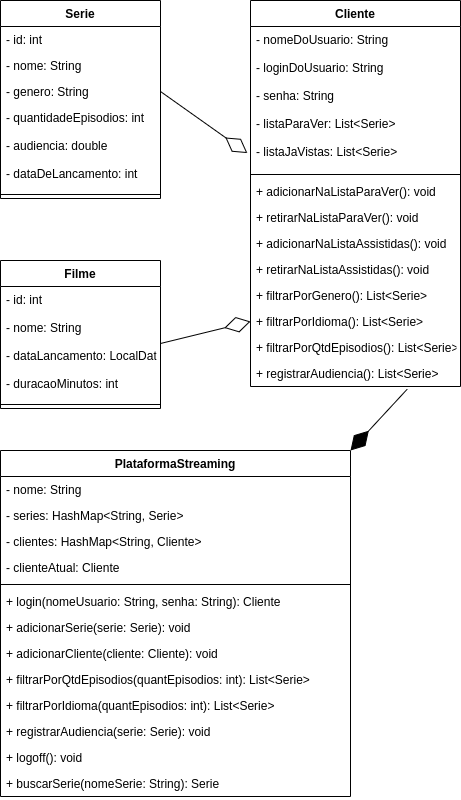 Serie
- id: int
- nome: String
- genero: String
- quantidadeEpisodios: int
- audiencia: double
- dataDeLancamento: int
Cliente
- nomeDoUsuario: String
- loginDoUsuario: String
- senha: String
- listaParaVer: List<Serie>
- listaJaVistas: List<Serie>
+ adicionarNaListaParaVer(): void
+ retirarNaListaParaVer(): void
+ adicionarNaListaAssistidas(): void
+ retirarNaListaAssistidas(): void
+ filtrarPorGenero(): List<Serie>
+ filtrarPorIdioma(): List<Serie>
+ filtrarPorQtdEpisodios(): List<Serie>
+ registrarAudiencia(): List<Serie>
Filme
- id: int
- nome: String
- dataLancamento: LocalDat
- duracaoMinutos: int
PlataformaStreaming
- nome: String
- series: HashMap<String, Serie>
- clientes: HashMap<String, Cliente>
- clienteAtual: Cliente
+ login(nomeUsuario: String, senha: String): Cliente
+ adicionarSerie(serie: Serie): void
+ adicionarCliente(cliente: Cliente): void
+ filtrarPorQtdEpisodios(quantEpisodios: int): List<Serie>
+ filtrarPorIdioma(quantEpisodios: int): List<Serie>
+ registrarAudiencia(serie: Serie): void
+ logoff(): void
+ buscarSerie(nomeSerie: String): Serie